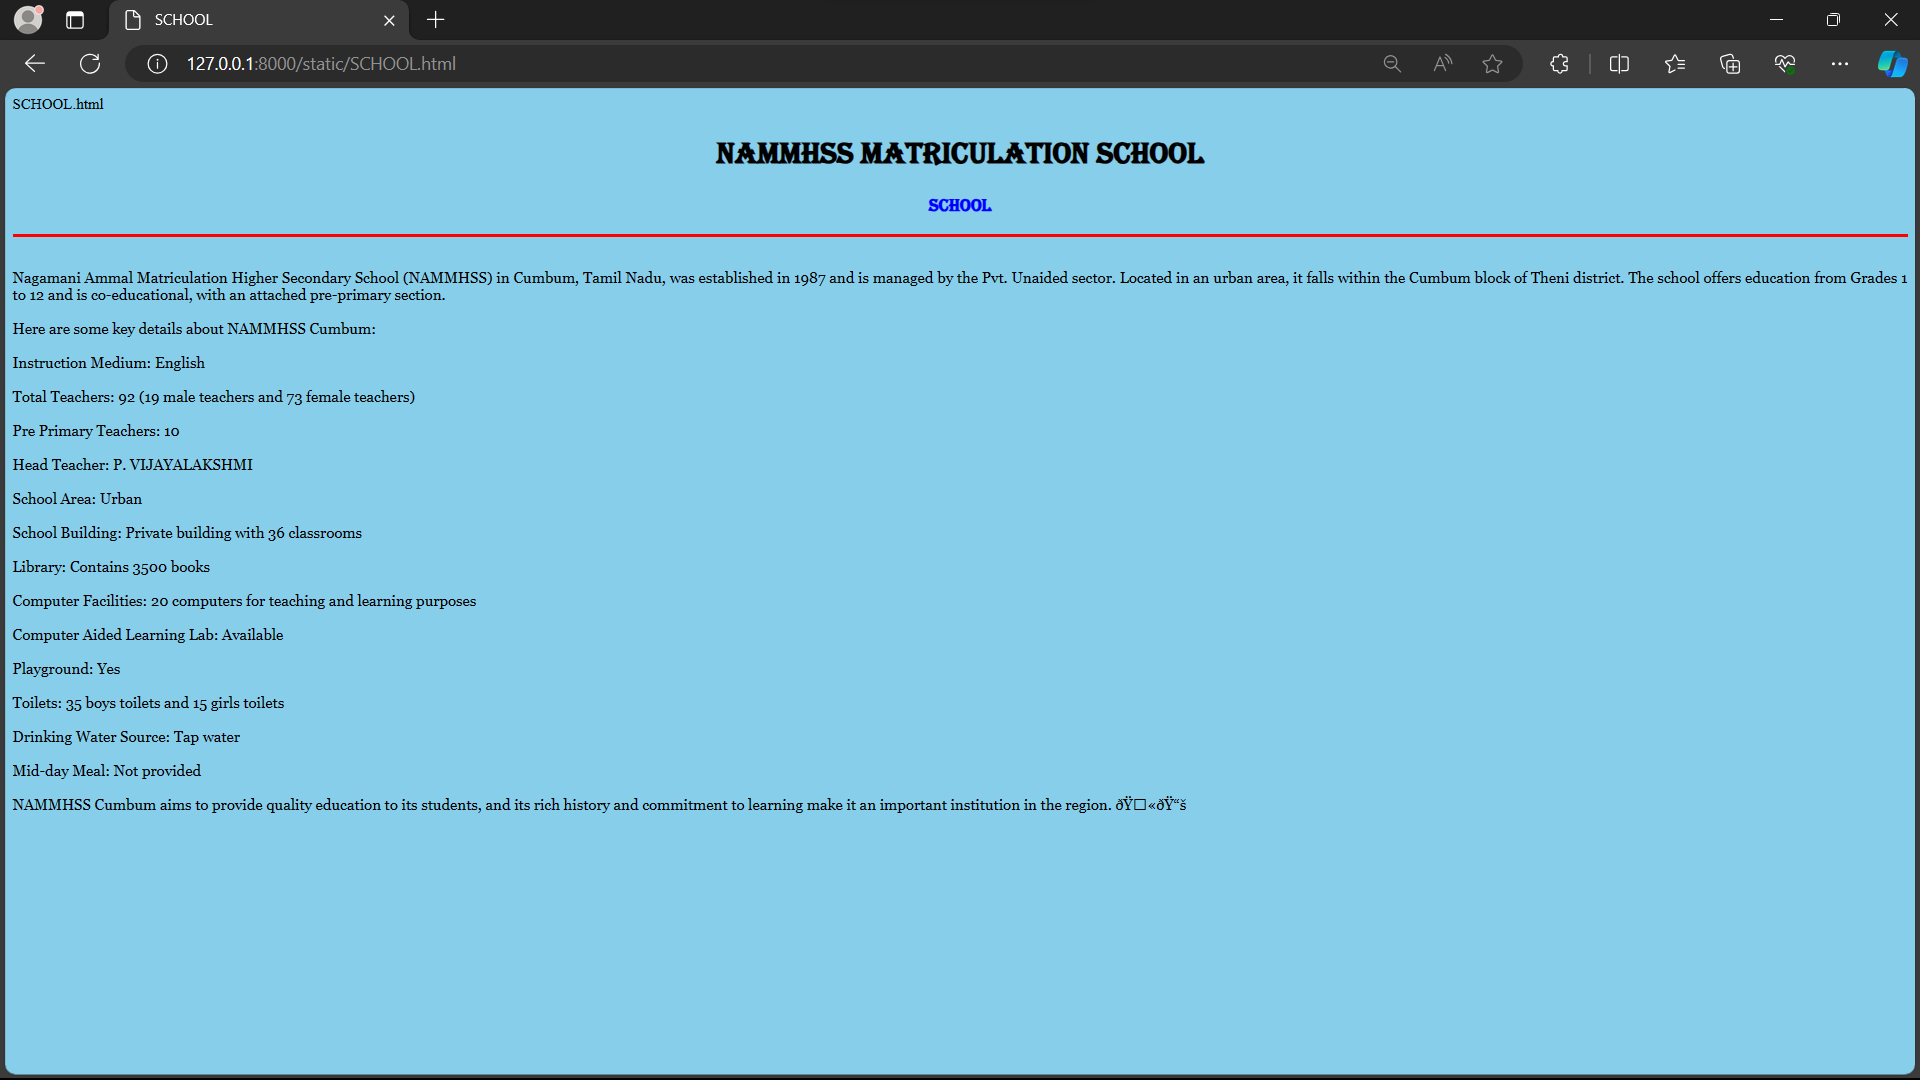 SCHOOL
127.0.0.1:8000/static/SCHOOL.html
SCHOOL.html
NAMMHSS MATRICULATION SCHOOL
SCHOOL
Nagamani Ammal Matriculation Higher Secondary School (NAMMHSS) in Cumbum, Tamil Nadu, was established in 1987 and is managed by the Pvt. Unaided sector. Located in an urban area, it falls within the Cumbum block of Theni district. The school offers education from Grades 1
to 12 and is co-educational, with an attached pre-primary section.
Here are some key details about NAMMHSS Cumbum:
Instruction Medium: English
Total Teachers: 92 (19 male teachers and 73 female teachers)
Pre Primary Teachers: 10
Head Teacher: P. VIJAYALAKSHMI
School Area: Urban
School Building: Private building with 36 classrooms
Library: Contains 3500 books
Computer Facilities: 20 computers for teaching and learning purposes
Computer Aided Learning Lab: Available
Playground: Yes
Toilets: 35 boys toilets and 15 girls toilets
Drinking Water Source: Tap water
Mid-day Meal: Not provided
NAMMHSS Cumbum aims to provide quality education to its students, and its rich history and commitment to learning make it an important institution in the region. ðŸ□«ðŸ“š